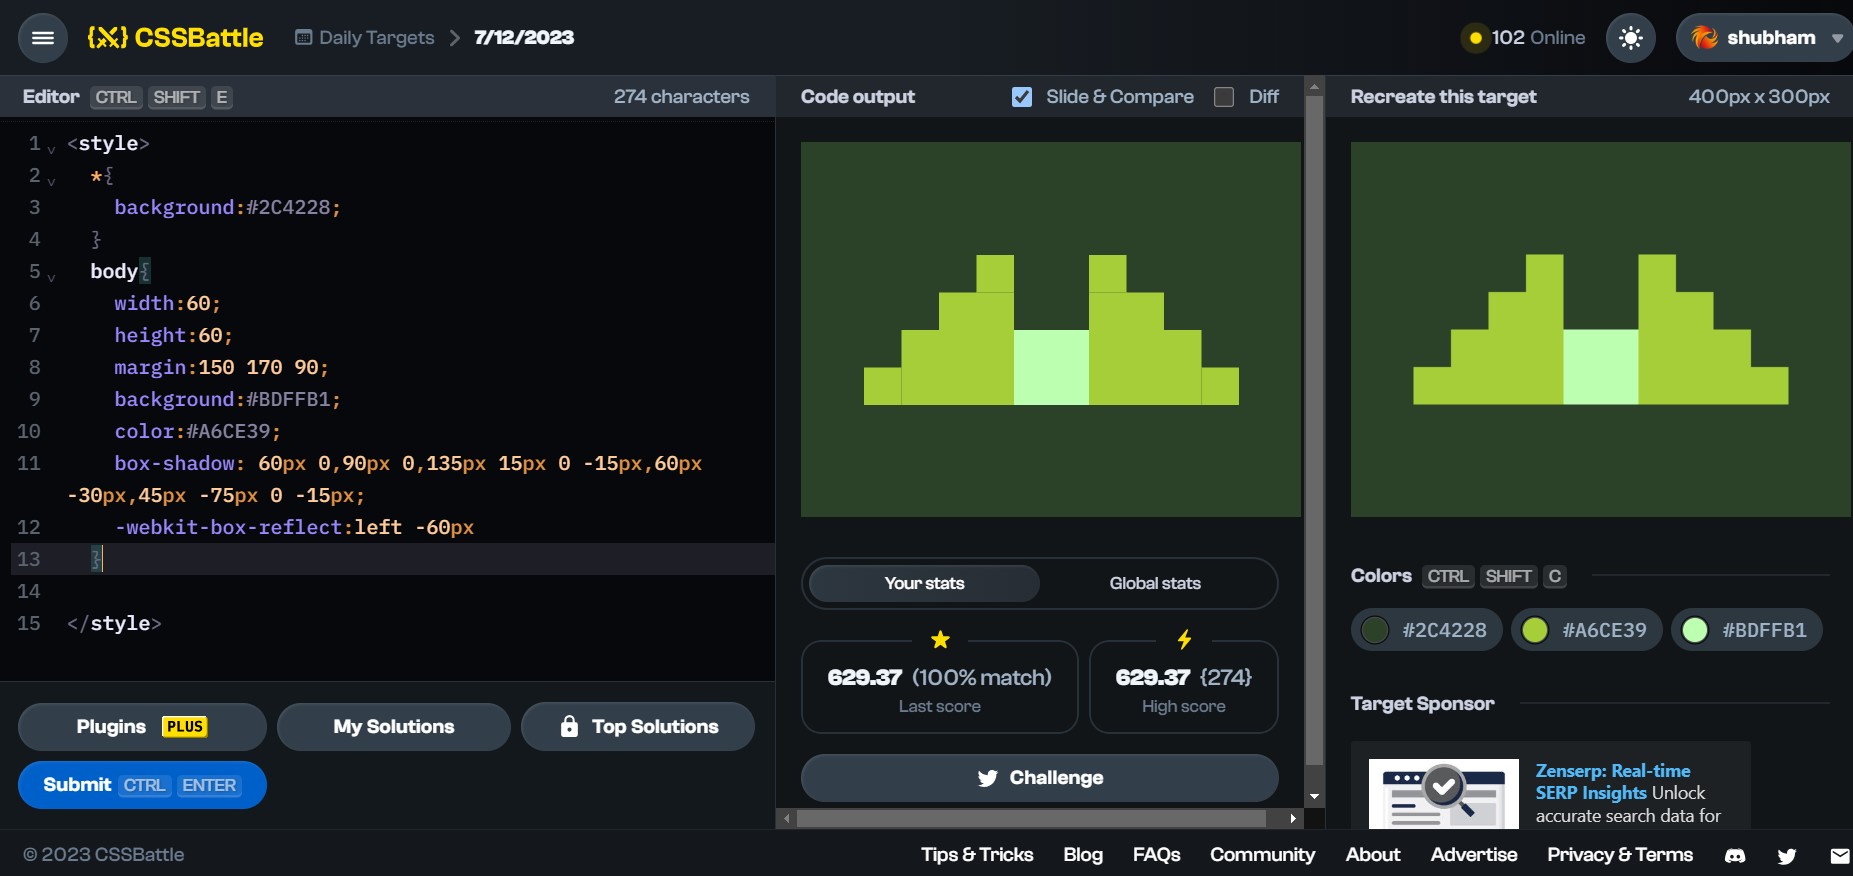 {X} CSSBattle
Daily Targets > 7/12/2023
102 Online
shubham
Editor CTRL SHIFT E
274 characters
1 <style>
2 *{
3 background:#2C4228;
4 }
5 body{
6 width:60;
7 height:60;
8 margin:150 170 90;
9 background:#BDFFB1;
10 color:#A6CE39;
11 box-shadow: 60px 0,90px 0,135px 15px 0 -15px,60px
-30px,45px -75px 0 -15px;
12 -webkit-box-reflect:left -60px
13 }
14
15 </style>
Plugins PLUS
My Solutions
Top Solutions
Submit CTRL ENTER
Code output
Slide & Compare
Diff
Your stats
Global stats
629.37 (100% match)
Last score
629.37 {274}
High score
Challenge
Recreate this target
400px x 300px
Colors CTRL SHIFT C
#2C4228
#A6CE39
#BDFFB1
Target Sponsor
Zenserp: Real-time
SERP Insights Unlock
accurate search data for
© 2023 CSSBattle
Tips & Tricks
Blog
FAQs
Community
About
Advertise
Privacy & Terms